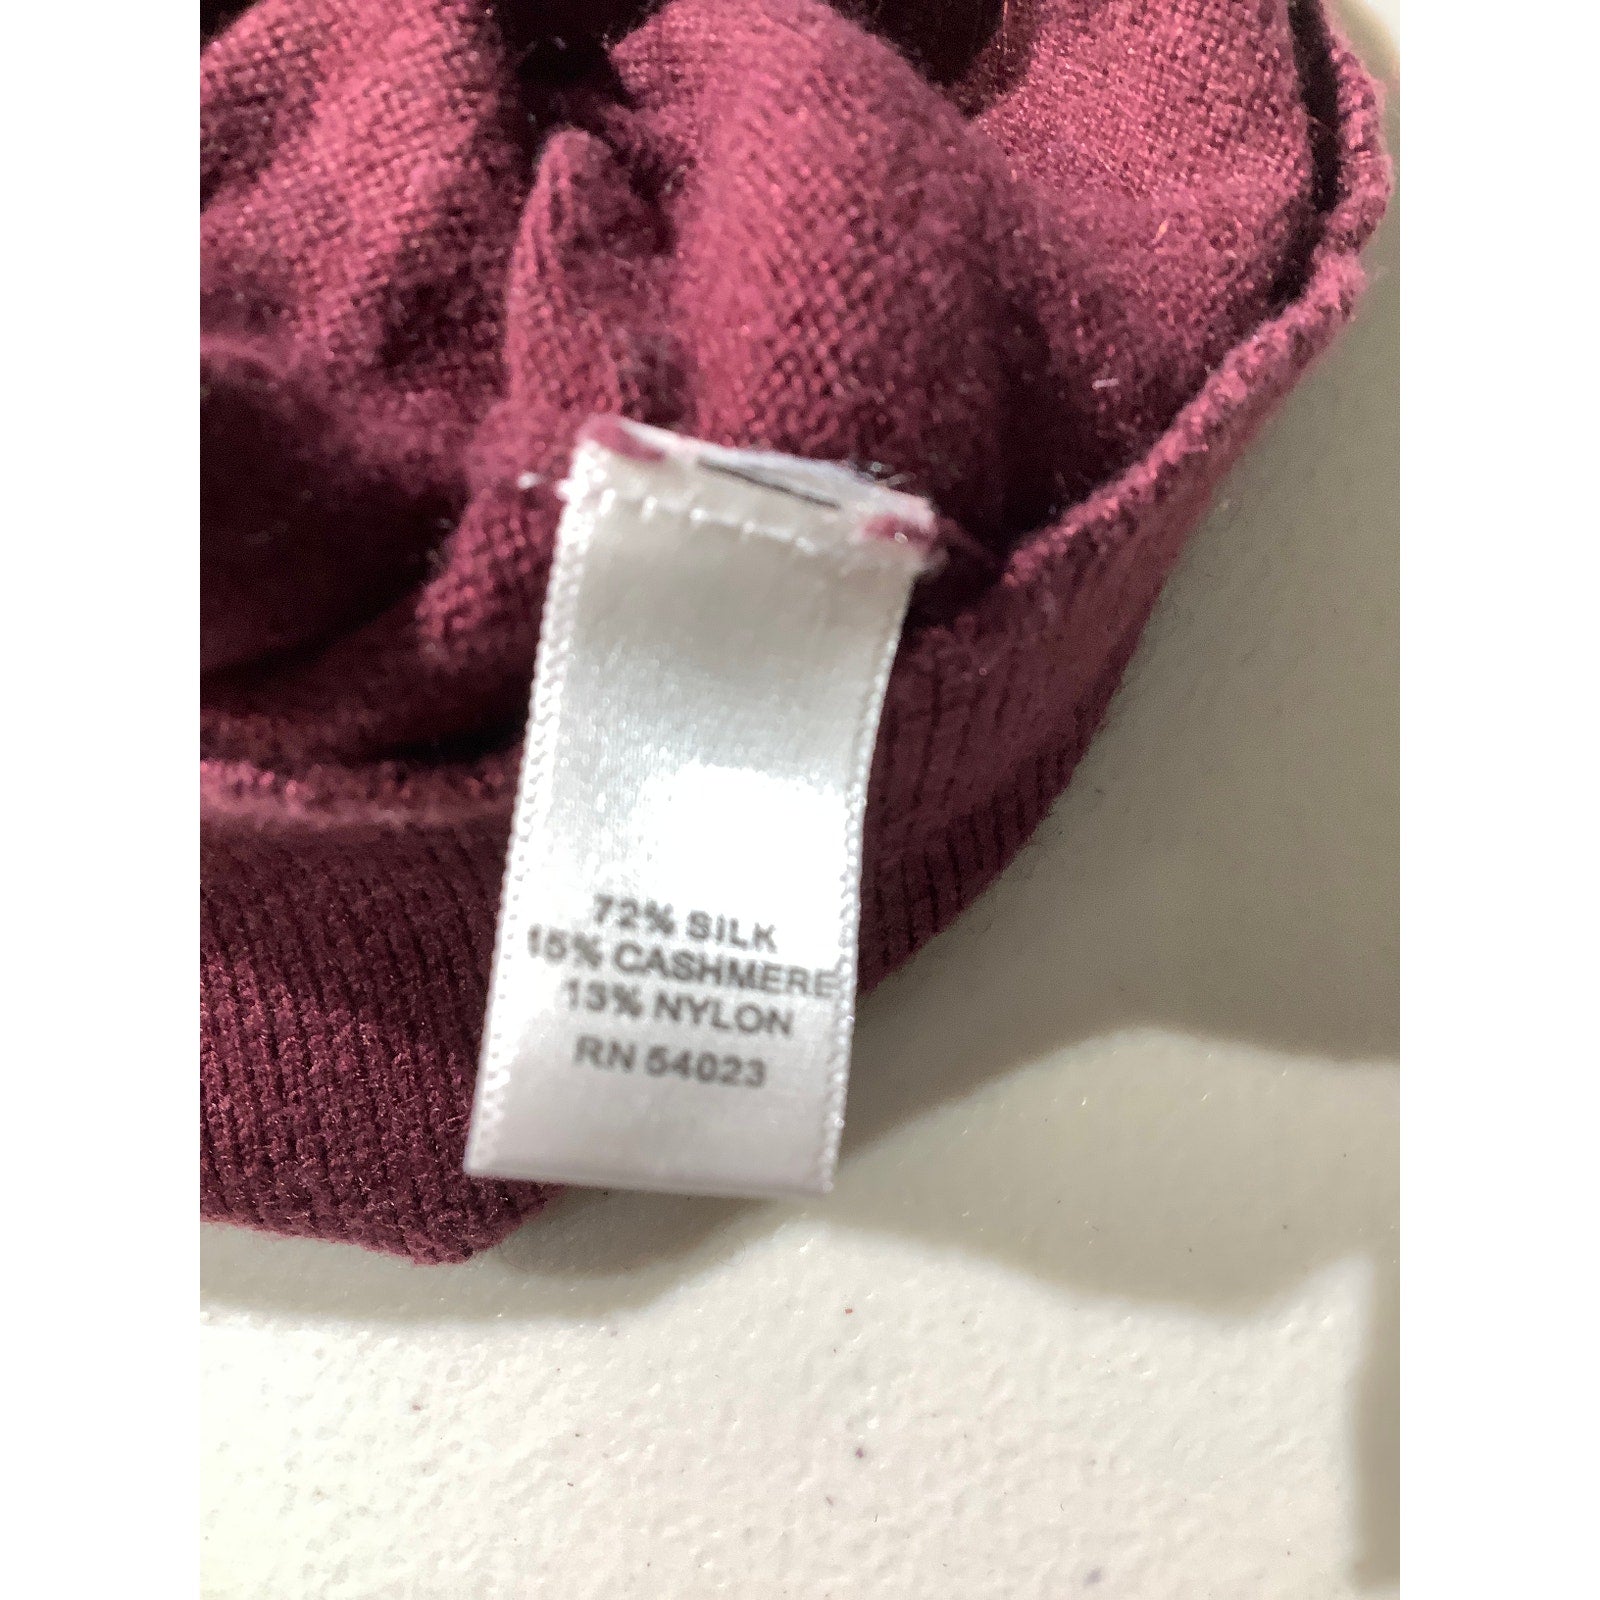 72% SILK
15% CASHMERE
13% NYLON
RN 54023